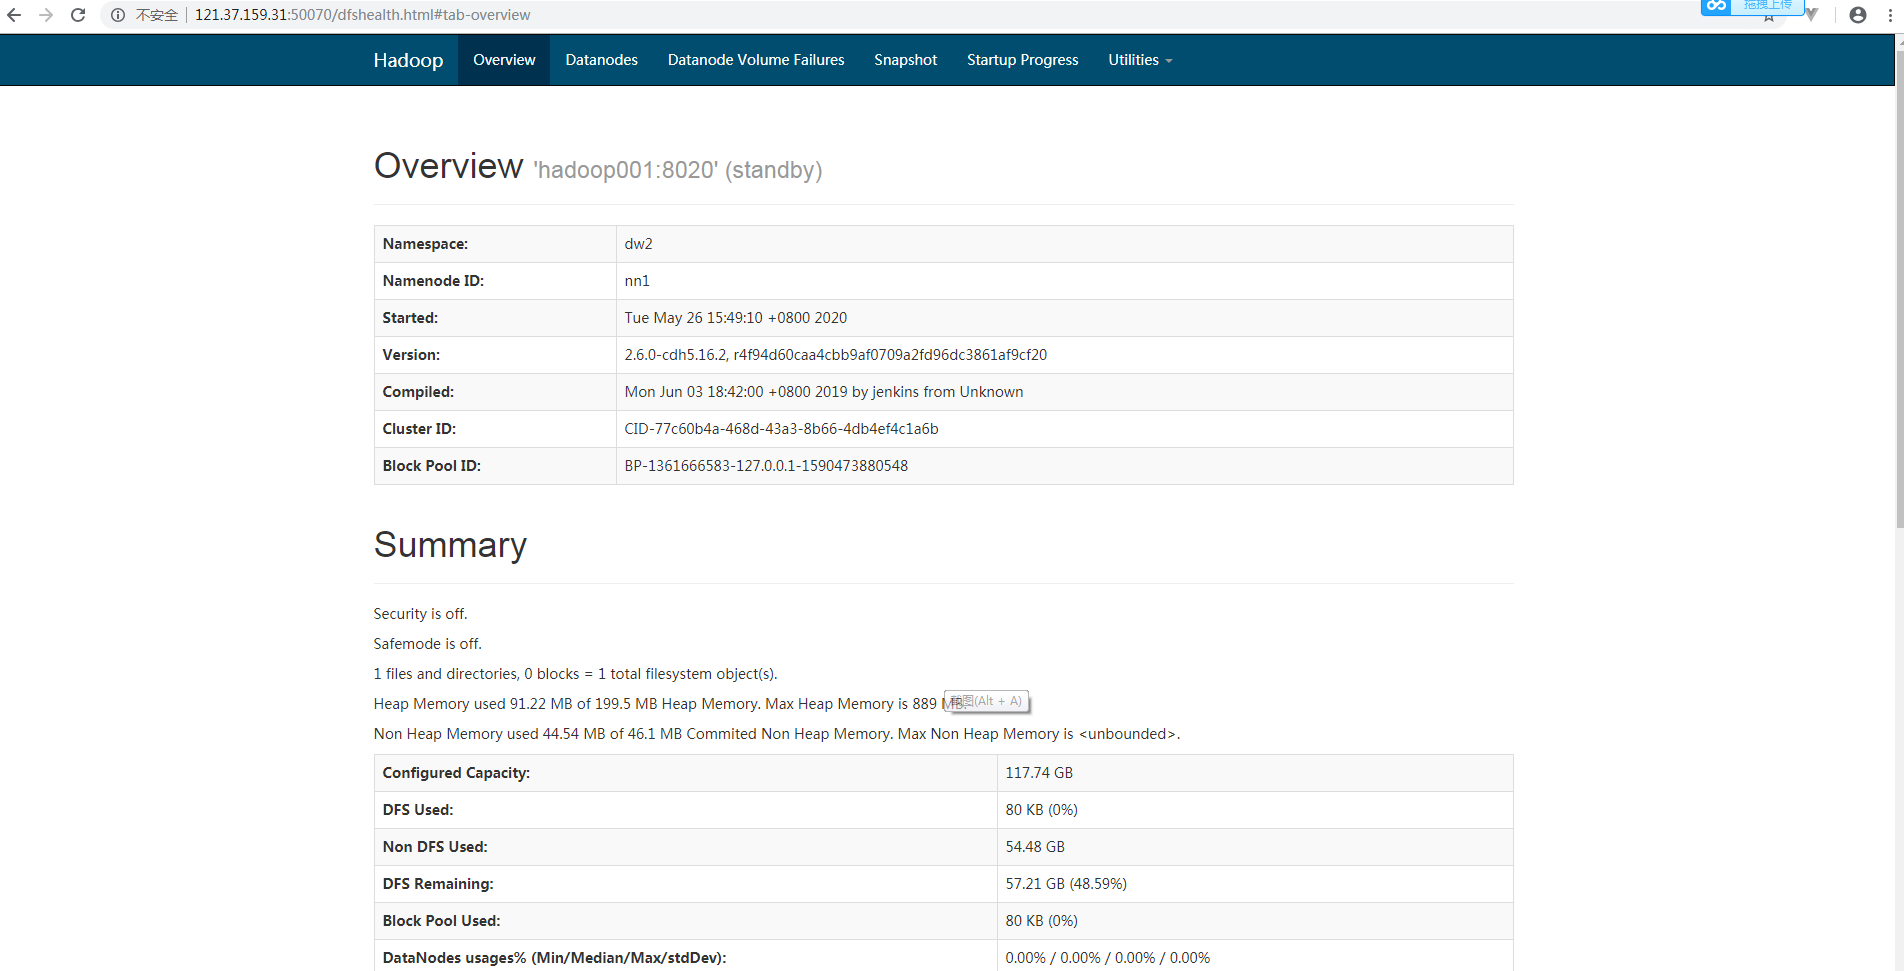 不安全 121.37.159.31:50070/dfshealth.html#tab-overview
拖拽上传
Hadoop Overview Datanodes Datanode Volume Failures Snapshot Startup Progress Utilities
Overview 'hadoop001:8020' (standby)
Namespace: dw2
Namenode ID: nn1
Started: Tue May 26 15:49:10 +0800 2020
Version: 2.6.0-cdh5.16.2, r4f94d60caa4cbb9af0709a2fd96dc3861af9cf20
Compiled: Mon Jun 03 18:42:00 +0800 2019 by jenkins from Unknown
Cluster ID: CID-77c60b4a-468d-43a3-8b66-4db4ef4c1a6b
Block Pool ID: BP-1361666583-127.0.0.1-1590473880548
Summary
Security is off.
Safemode is off.
1 files and directories, 0 blocks = 1 total filesystem object(s).
Heap Memory used 91.22 MB of 199.5 MB Heap Memory. Max Heap Memory is 889 MB.
(Alt + A)
Non Heap Memory used 44.54 MB of 46.1 MB Commited Non Heap Memory. Max Non Heap Memory is <unbounded>.
Configured Capacity: 117.74 GB
DFS Used: 80 KB (0%)
Non DFS Used: 54.48 GB
DFS Remaining: 57.21 GB (48.59%)
Block Pool Used: 80 KB (0%)
DataNodes usages% (Min/Median/Max/stdDev): 0.00% / 0.00% / 0.00% / 0.00%